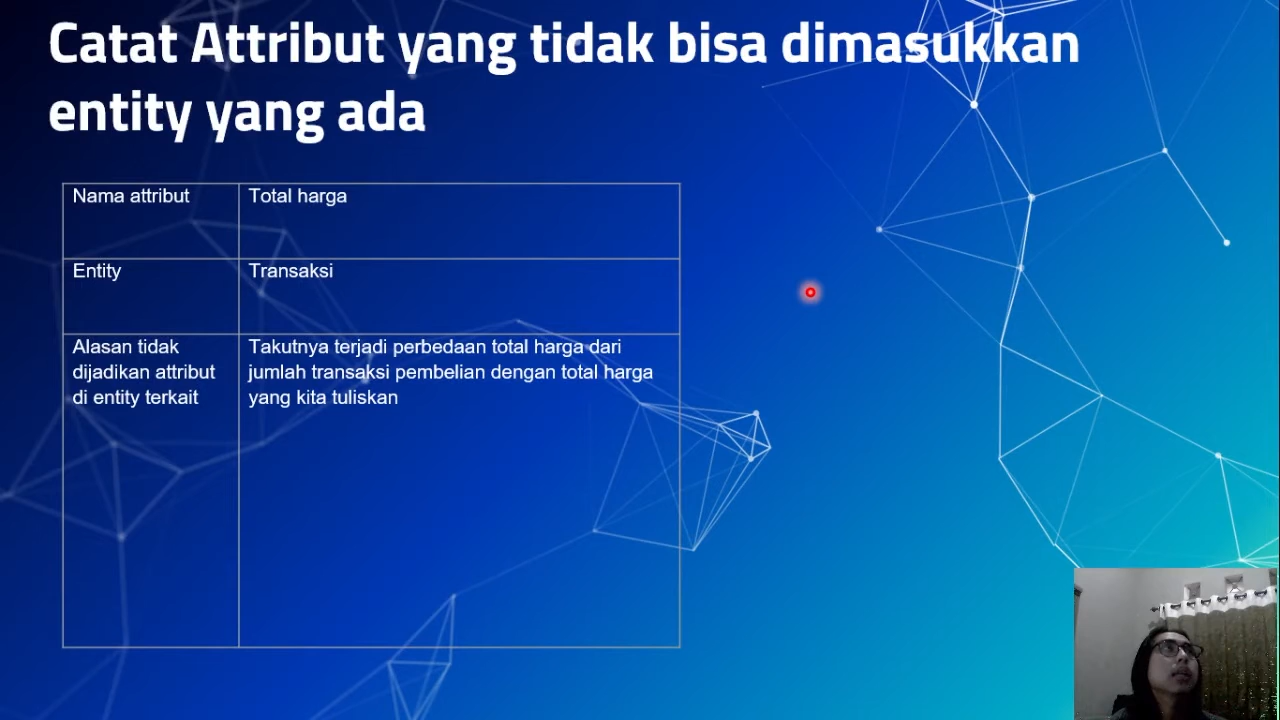 Catat Attribut yang tidak bisa dimasukkan
entity yang ada
Nama attribut
Total harga
Entity
Transaksi
Alasan tidak
dijadikan attribut
di entity terkait
Takutnya terjadi perbedaan total harga dari
jumlah transaksi pembelian dengan total harga
yang kita tuliskan